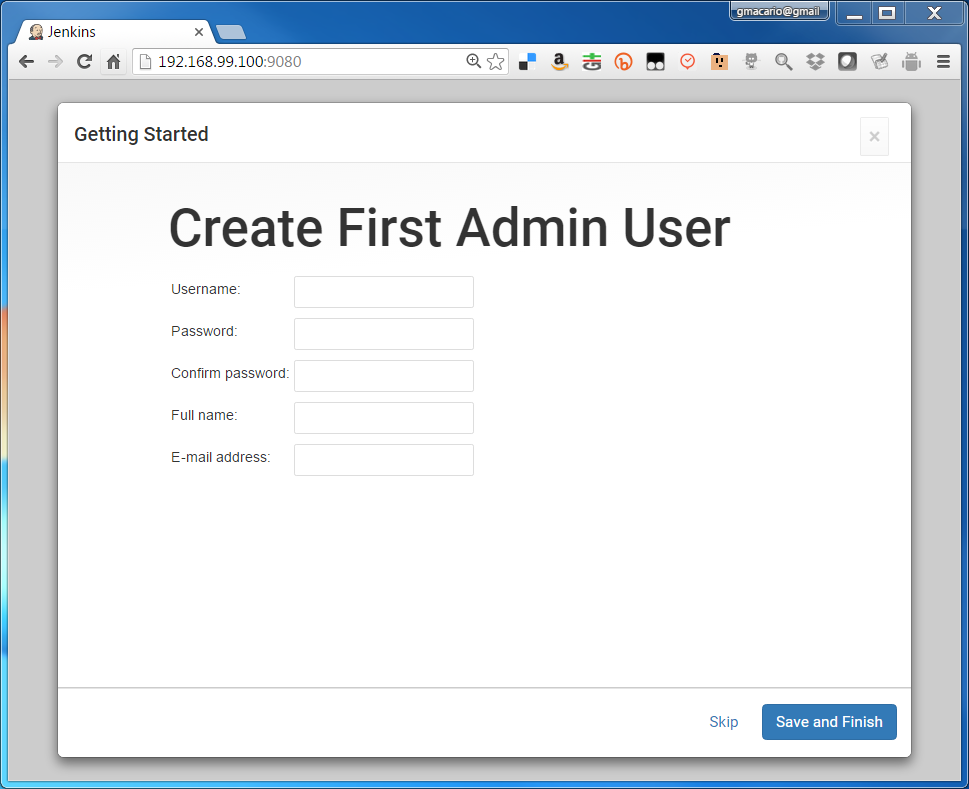 gmacario@gmail
Jenkins
192.168.99.100:9080
Getting Started
Create First Admin User
Username:
Password:
Confirm password:
Full name:
E-mail address:
Skip Save and Finish